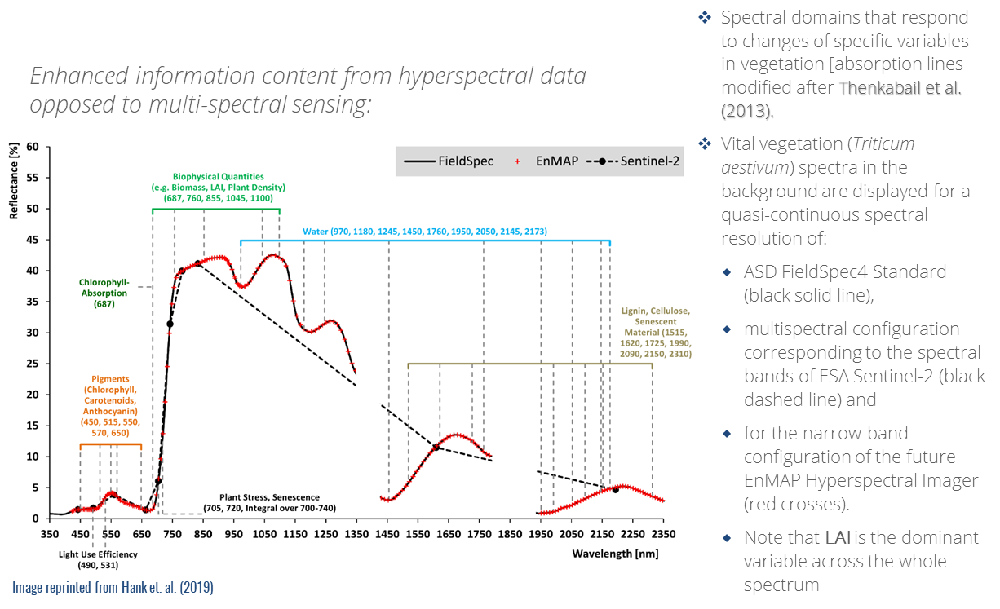 Enhanced information content from hyperspectral data
opposed to multi-spectral sensing:
Reflectance [%]
60
55
50
45
40
35
30
25
20
15
10
5
0
FieldSpec
EnMAP
Sentinel-2
Biophysical Quantities
(e.g. Biomass, LAI, Plant Density)
(687, 760, 855, 1045, 1100)
Water (970, 1180, 1245, 1450, 1760, 1950, 2050, 2145, 2173)
Chlorophyll-
Absorption
(687)
Lignin, Cellulose,
Senescent
Material (1515,
1620, 1725, 1990,
2090, 2150, 2310)
Pigments
(Chlorophyll,
Carotenoids,
Anthocyanin)
(450, 515, 550,
570, 650)
Plant Stress, Senescence
(705, 720, Integral over 700-740)
350 450 550 650 750 850 950 1050 1150 1250 1350 1450 1550 1650 1750 1850 1950 2050 2150 2250 2350
Light Use Efficiency
(490, 531)
Wavelength [nm]
Image reprinted from Hank et. al. (2019)
Spectral domains that respond
to changes of specific variables
in vegetation [absorption lines
modified after Thenkabail et al.
(2013).
Vital vegetation (Triticum
aestivum) spectra in the
background are displayed for a
quasi-continuous spectral
resolution of:
ASD FieldSpec4 Standard
(black solid line),
multispectral configuration
corresponding to the spectral
bands of ESA Sentinel-2 (black
dashed line) and
for the narrow-band
configuration of the future
EnMAP Hyperspectral Imager
(red crosses).
Note that LAI is the dominant
variable across the whole
spectrum